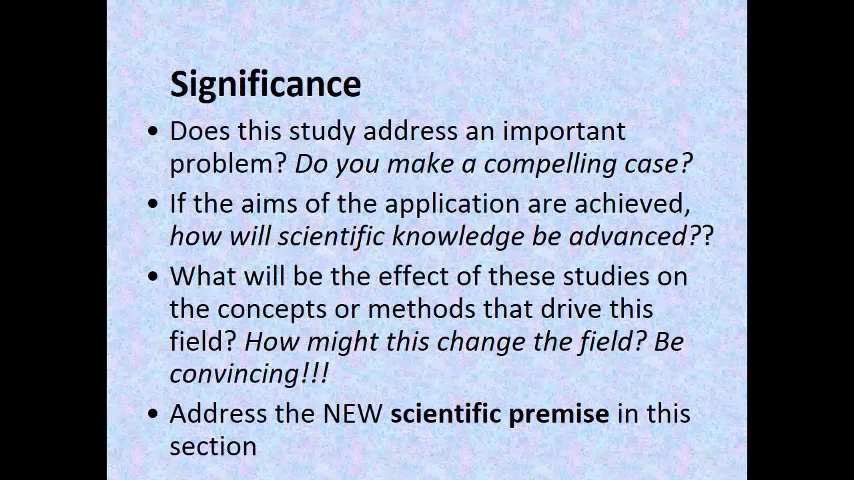 Significance
• Does this study address an important
problem? Do you make a compelling case?
• If the aims of the application are achieved,
how will scientific knowledge be advanced??
• What will be the effect of these studies on
the concepts or methods that drive this
field? How might this change the field? Be
convincing!!!
• Address the NEW scientific premise in this
section